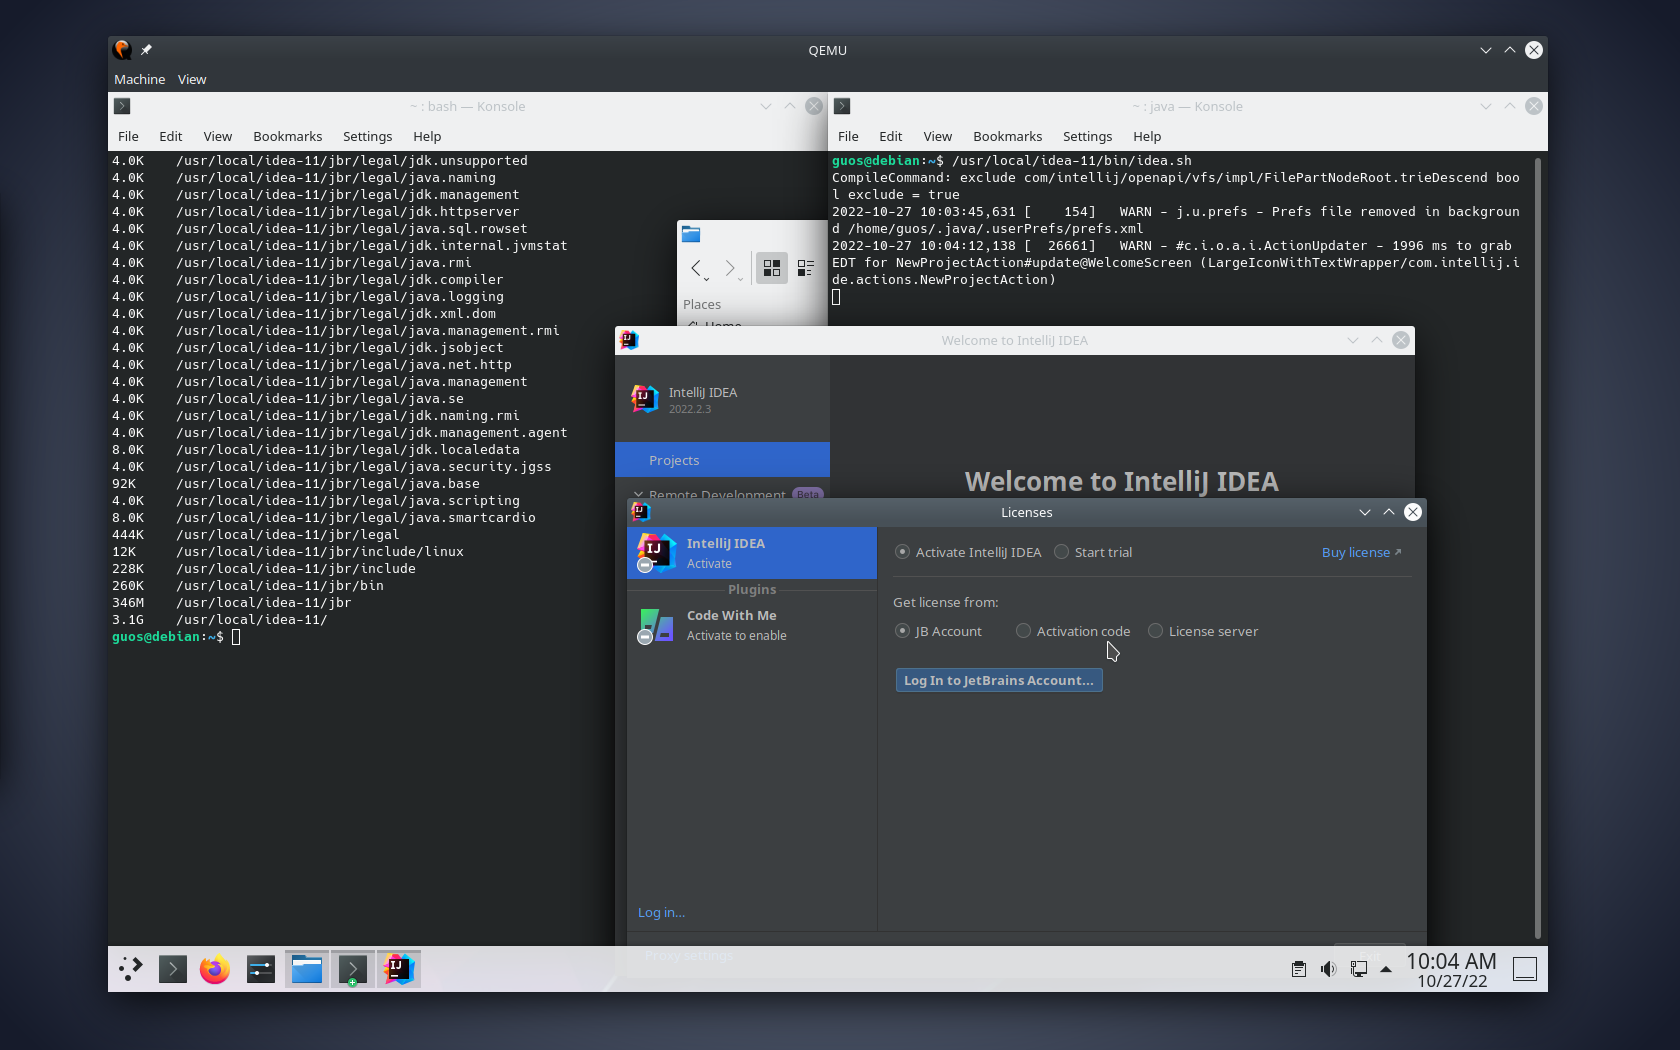 QEMU
Machine View
~ : bash — Konsole
File Edit View Bookmarks Settings Help
4.0K /usr/local/idea-11/jbr/legal/jdk.unsupported
4.0K /usr/local/idea-11/jbr/legal/java.naming
4.0K /usr/local/idea-11/jbr/legal/jdk.management
4.0K /usr/local/idea-11/jbr/legal/jdk.httpserver
4.0K /usr/local/idea-11/jbr/legal/java.sql.rowset
4.0K /usr/local/idea-11/jbr/legal/jdk.internal.jvmstat
4.0K /usr/local/idea-11/jbr/legal/java.rmi
4.0K /usr/local/idea-11/jbr/legal/jdk.compiler
4.0K /usr/local/idea-11/jbr/legal/java.logging
4.0K /usr/local/idea-11/jbr/legal/jdk.xml.dom
4.0K /usr/local/idea-11/jbr/legal/java.management.rmi
4.0K /usr/local/idea-11/jbr/legal/jdk.jsobject
4.0K /usr/local/idea-11/jbr/legal/java.net.http
4.0K /usr/local/idea-11/jbr/legal/java.management
4.0K /usr/local/idea-11/jbr/legal/java.se
4.0K /usr/local/idea-11/jbr/legal/jdk.naming.rmi
4.0K /usr/local/idea-11/jbr/legal/jdk.management.agent
8.0K /usr/local/idea-11/jbr/legal/jdk.localedata
4.0K /usr/local/idea-11/jbr/legal/java.security.jgss
92K /usr/local/idea-11/jbr/legal/java.base
4.0K /usr/local/idea-11/jbr/legal/java.scripting
8.0K /usr/local/idea-11/jbr/legal/java.smartcardio
444K /usr/local/idea-11/jbr/legal
12K /usr/local/idea-11/jbr/include/linux
228K /usr/local/idea-11/jbr/include
260K /usr/local/idea-11/jbr/bin
346M /usr/local/idea-11/jbr
3.1G /usr/local/idea-11/
guos@debian:~$
~ : java — Konsole
File Edit View Bookmarks Settings Help
guos@debian:~$ /usr/local/idea-11/bin/idea.sh
CompileCommand: exclude com/intellij/openapi/vfs/impl/FilePartNodeRoot.trieDescend boo
l exclude = true
2022-10-27 10:03:45,631 [ 154] WARN - j.u.prefs - Prefs file removed in backgroun
d /home/guos/.java/.userPrefs/prefs.xml
2022-10-27 10:04:12,138 [ 26661] WARN - #c.i.o.a.i.ActionUpdater - 1996 ms to grab
EDT for NewProjectAction#update@WelcomeScreen (LargeIconWithTextWrapper/com.intellij.i
de.actions.NewProjectAction)
Places
Home
Welcome to IntelliJ IDEA
IntelliJ IDEA
2022.2.3
Projects
Remote Development Beta
Welcome to IntelliJ IDEA
Licenses
IntelliJ IDEA
Activate
Plugins
Code With Me
Activate to enable
Log in...
Activate IntelliJ IDEA Start trial Buy license
Get license from:
JB Account Activation code License server
Log In to JetBrains Account...
Proxy settings
10:04 AM
10/27/22